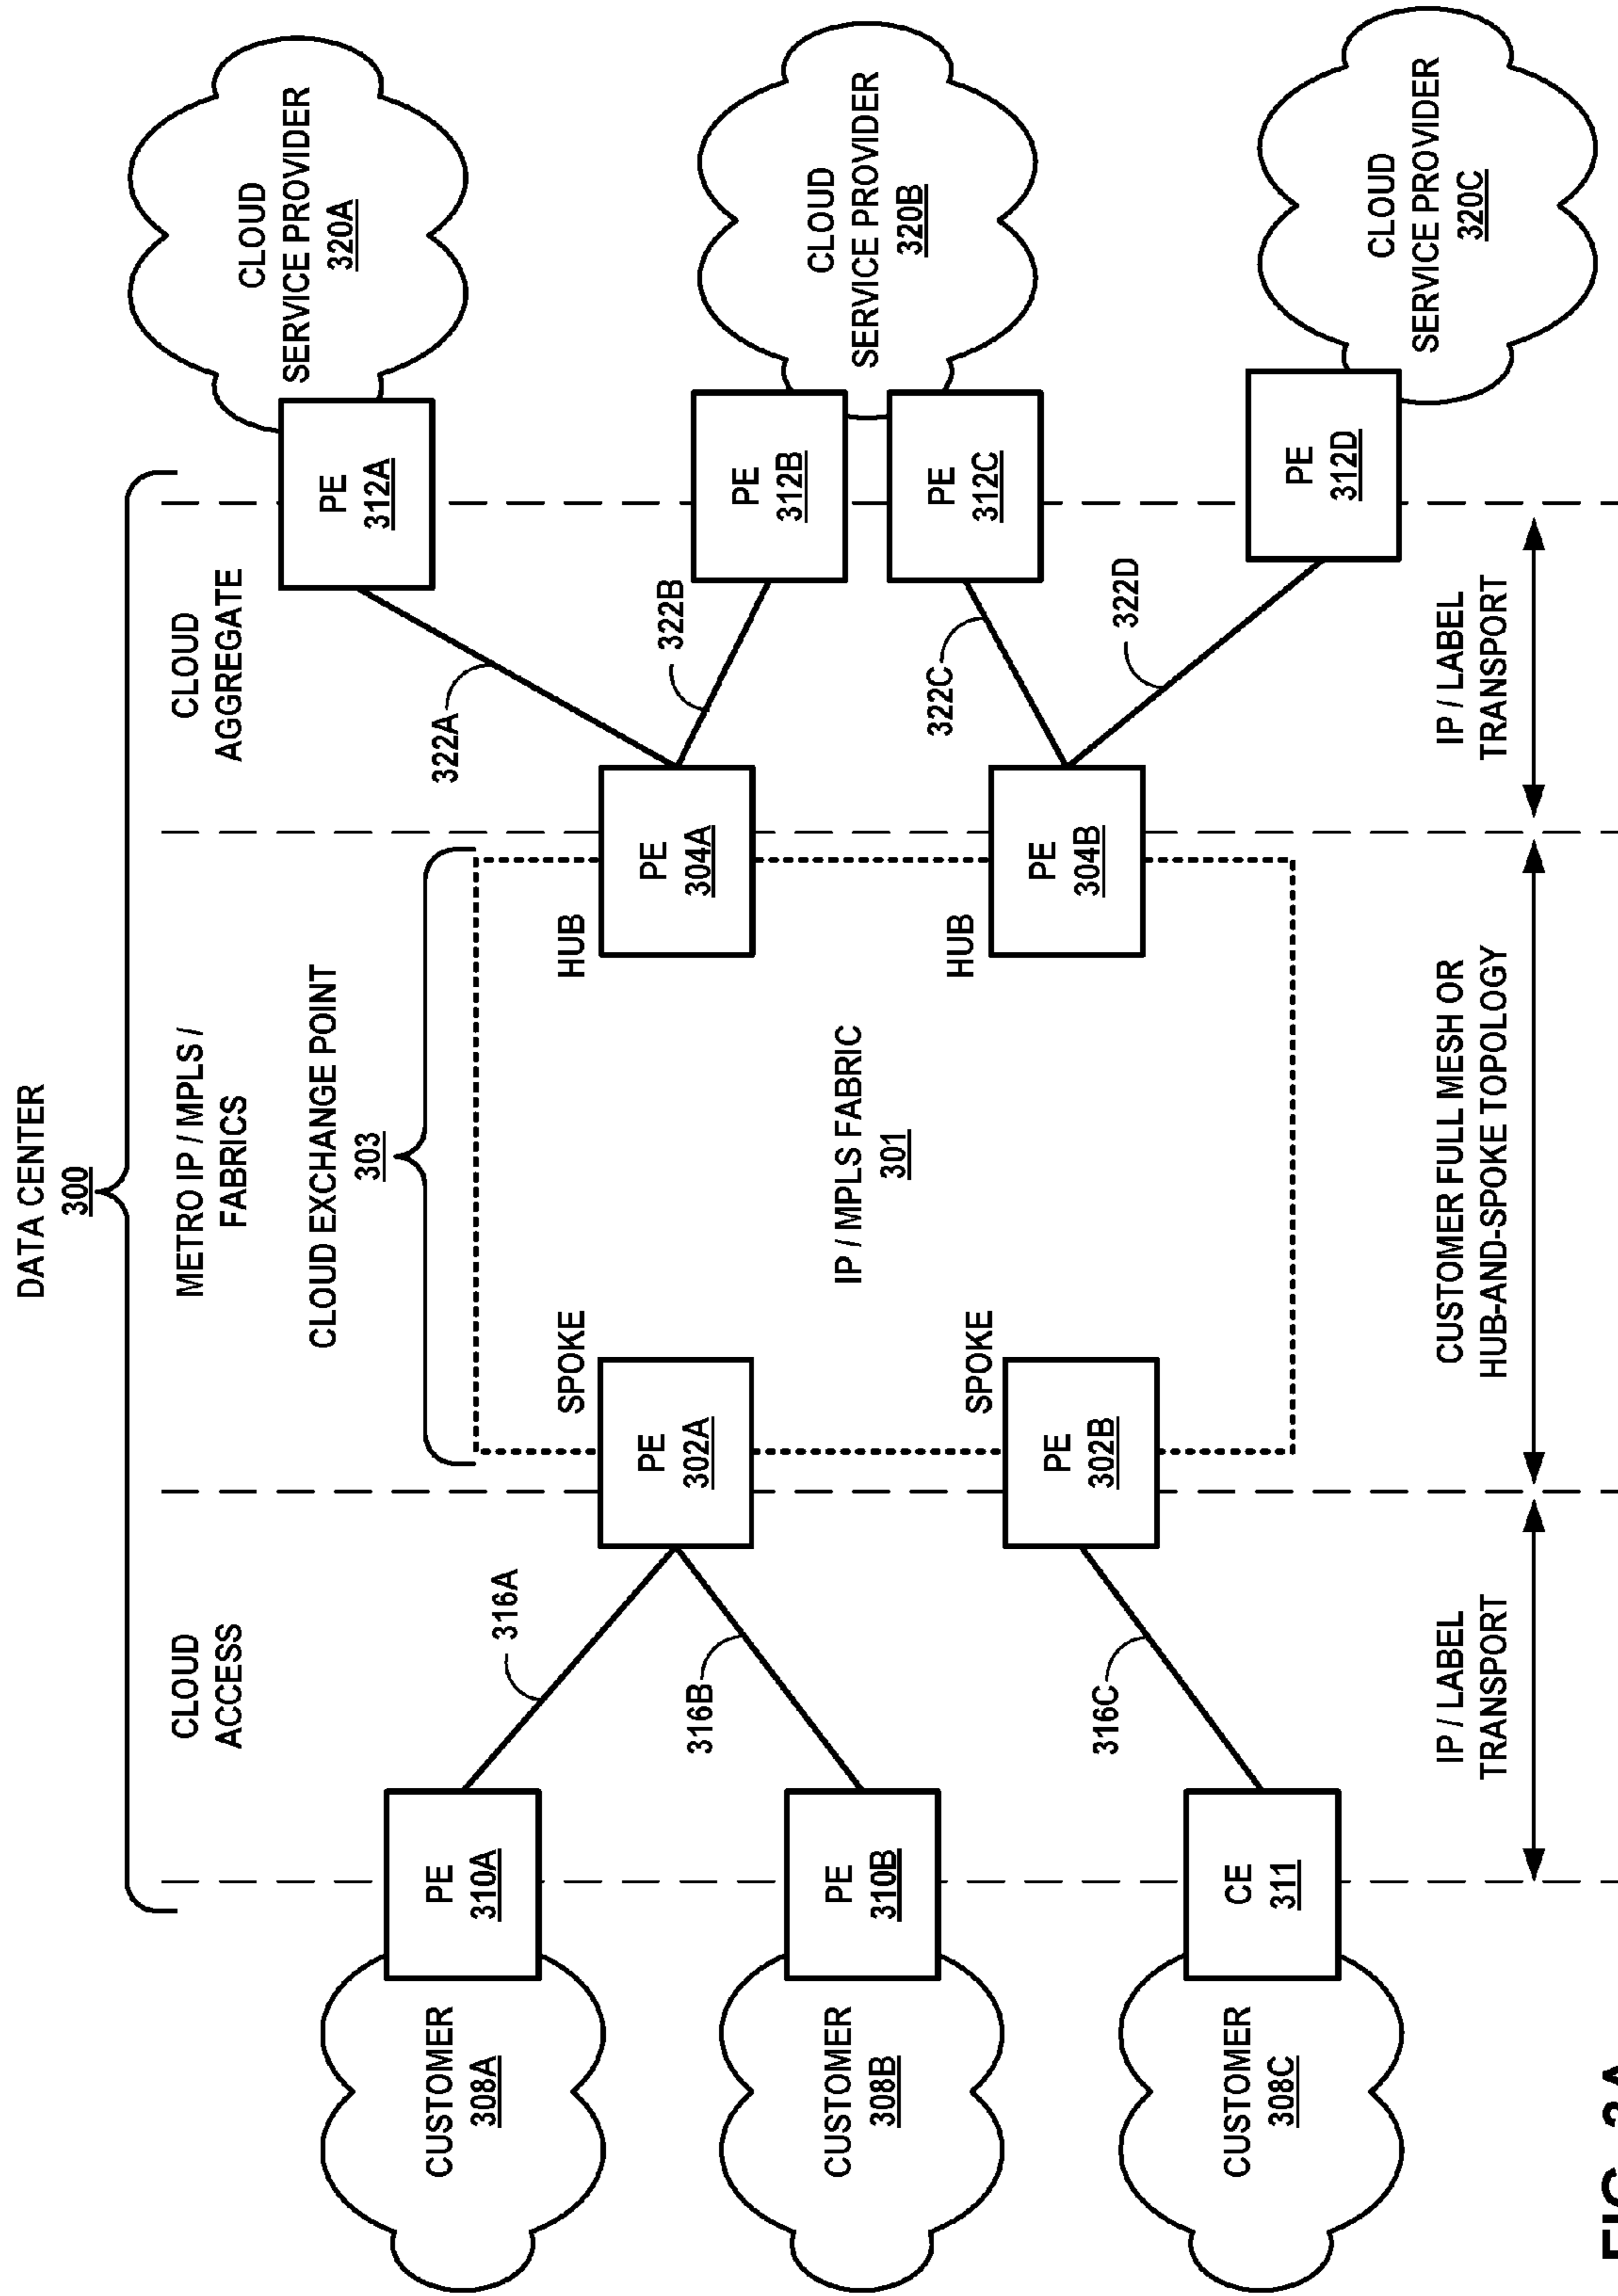 DATA CENTER
300
CLOUD
ACCESS
METRO IP / MPLS /
FABRICS
CLOUD
AGGREGATE
CLOUD EXCHANGE POINT
303
CUSTOMER
308A
PE
310A
316A
SPOKE
PE
302A
HUB
PE
304A
322A
PE
312A
CLOUD
SERVICE PROVIDER
320A
CUSTOMER
308B
PE
310B
316B
IP / MPLS FABRIC
301
322B
PE
312B
CLOUD
SERVICE PROVIDER
320B
PE
312C
322C
CUSTOMER
308C
CE
311
316C
SPOKE
PE
302B
HUB
PE
304B
322D
PE
312D
CLOUD
SERVICE PROVIDER
320C
IP / LABEL
TRANSPORT
CUSTOMER FULL MESH OR
HUB-AND-SPOKE TOPOLOGY
IP / LABEL
TRANSPORT
FIG. 3A